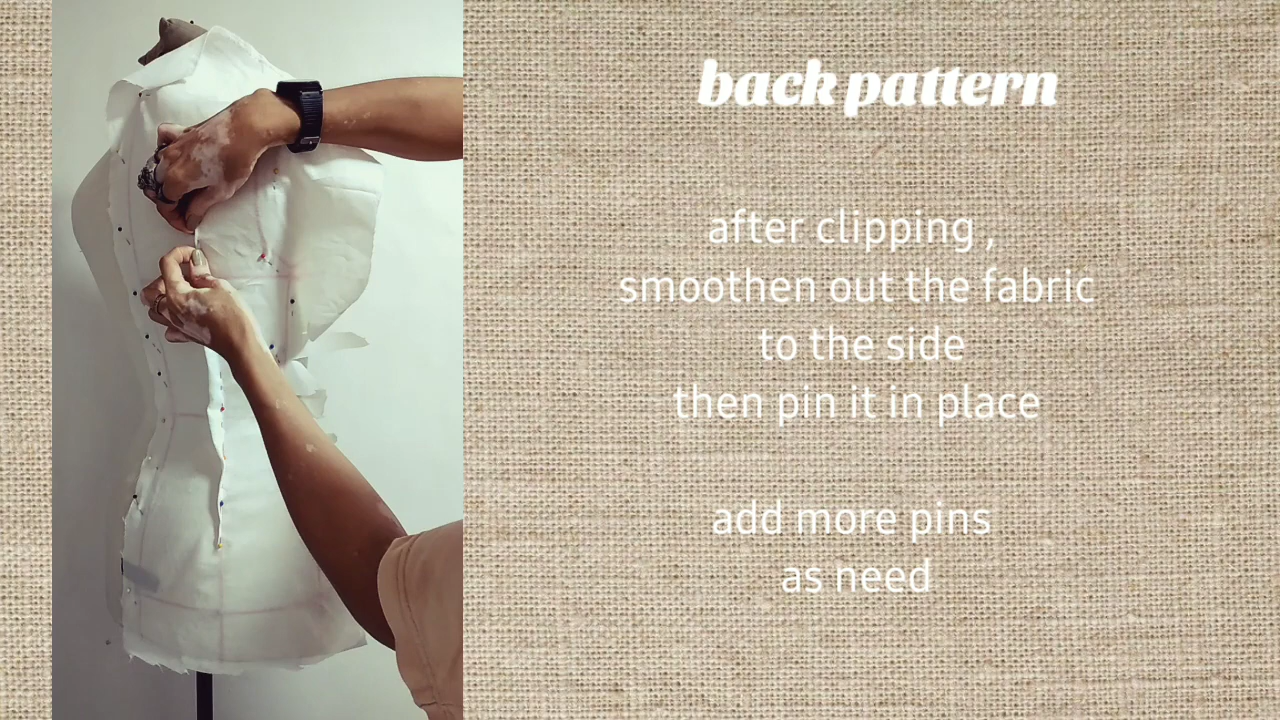 back pattern
after clipping ,
smoothen out the fabric
to the side
then pin it in place
add more pins
as need